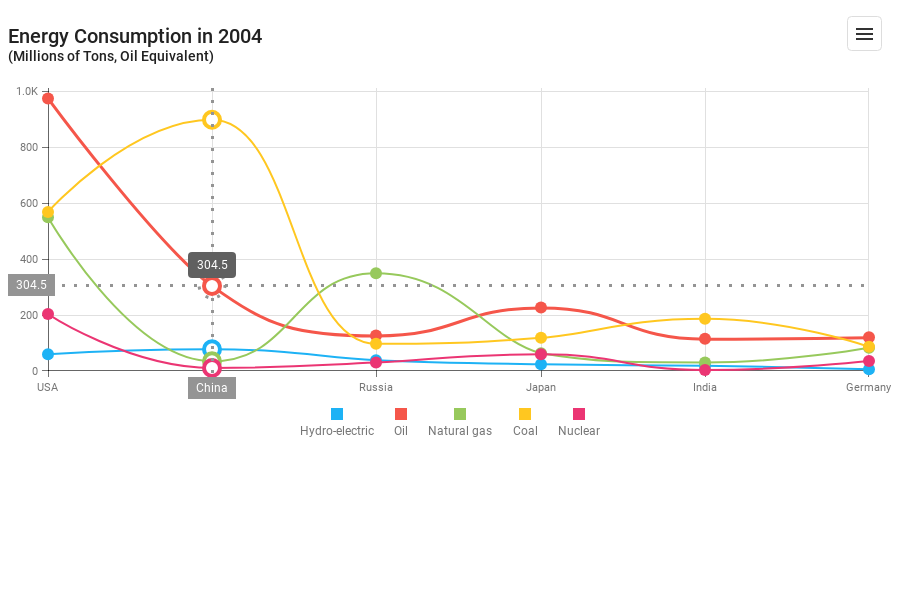 Energy Consumption in 2004
(Millions of Tons, Oil Equivalent)
1.0K
800
600
400
304.5
304.5
200
0
USA China Russia Japan India Germany
Hydro-electric Oil Natural gas Coal Nuclear